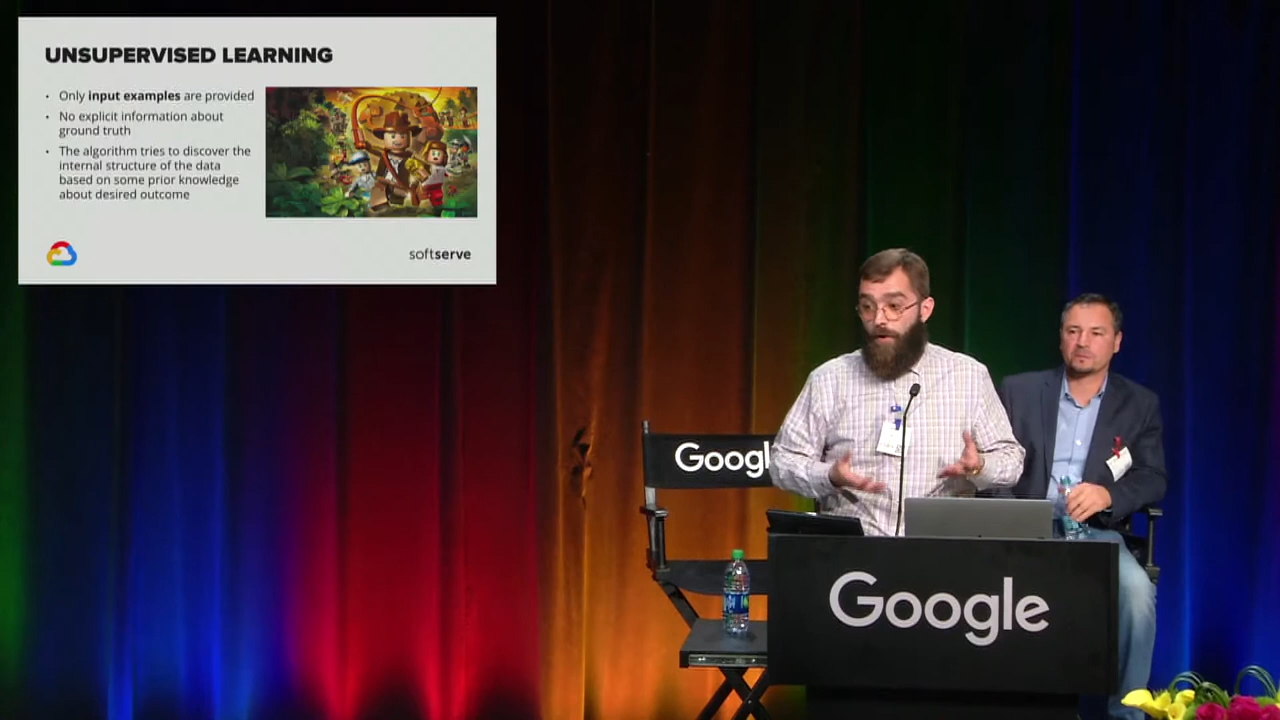 UNSUPERVISED LEARNING
• Only input examples are provided
• No explicit information about
ground truth
• The algorithm tries to discover the
internal structure of the data
based on some prior knowledge
about desired outcome
softserve
Google
Google